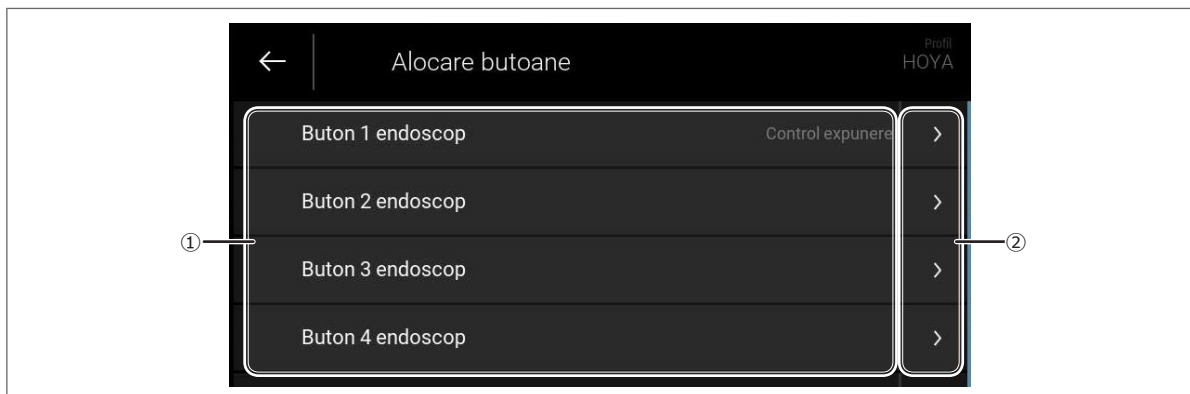 Alocare butoane
Profil
HOYA
Buton 1 endoscop Control expunere
Buton 2 endoscop
① ②
Buton 3 endoscop
Buton 4 endoscop